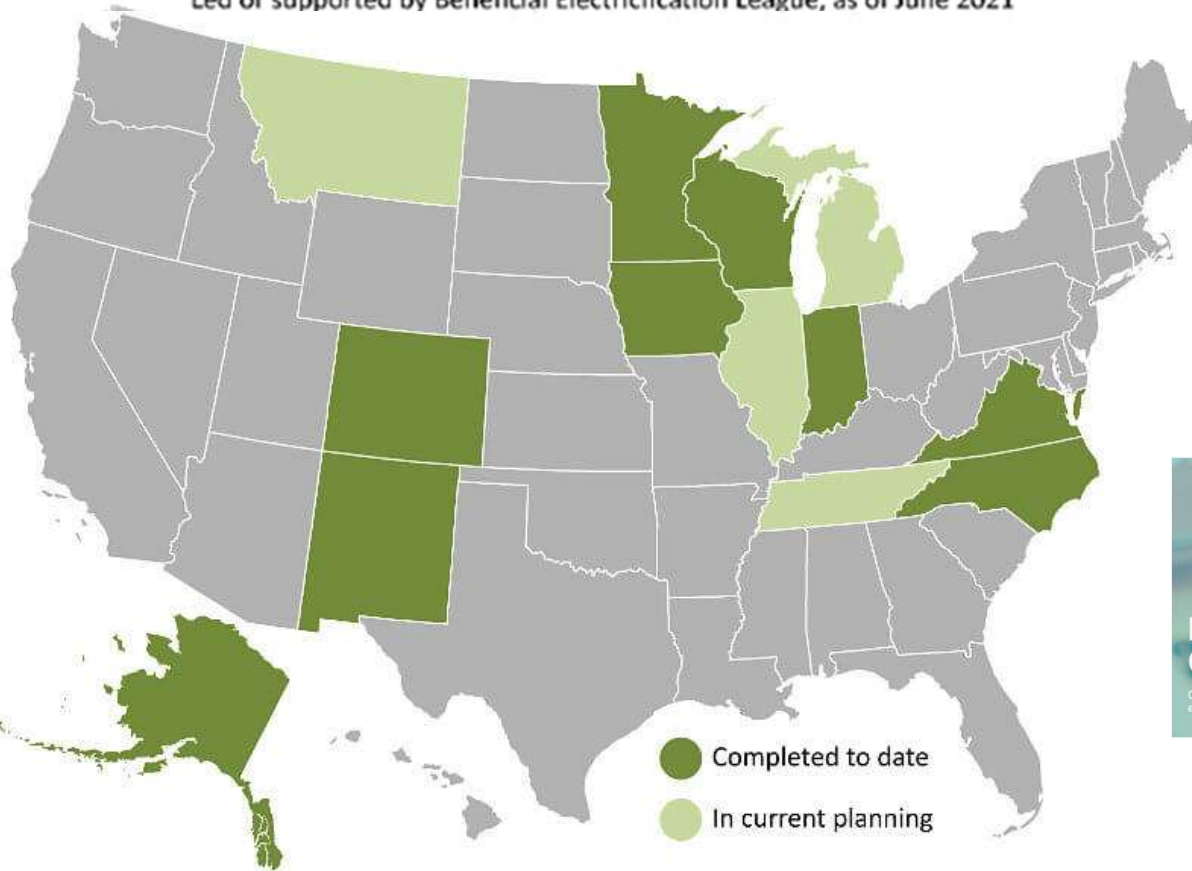 Led or supported by Beneficial Electrification League, as of June 2021
Completed to date
In current planning